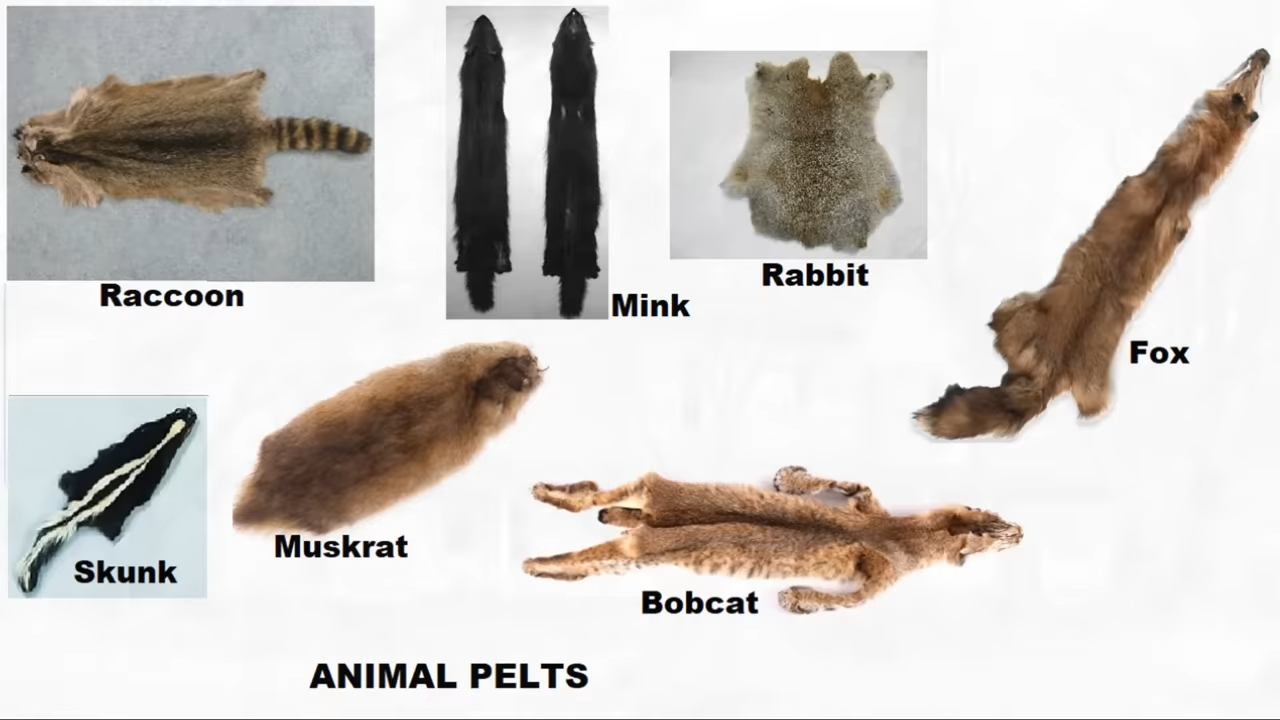 Raccoon
Mink
Rabbit
Fox
Skunk
Muskrat
Bobcat
ANIMAL PELTS